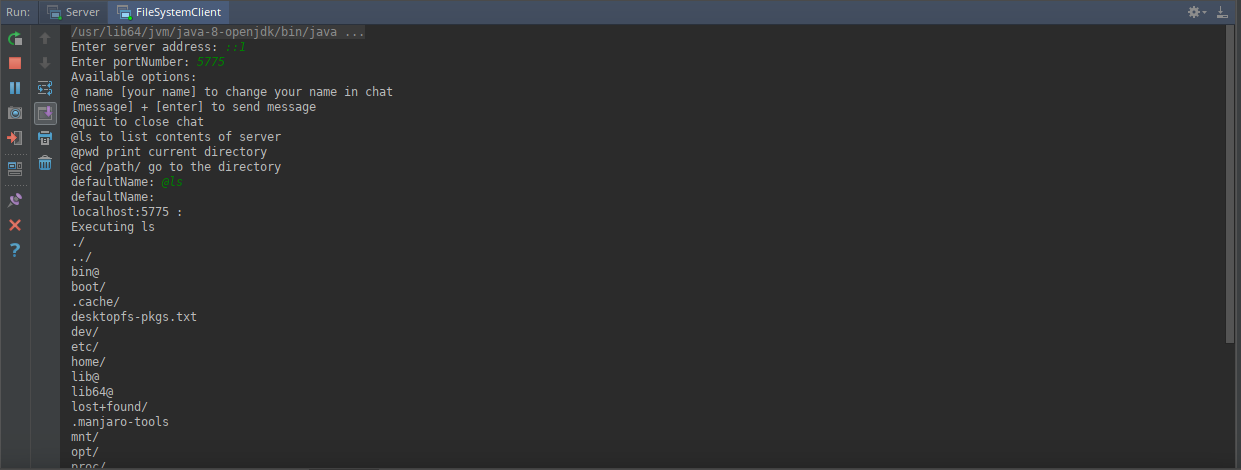 Run: Server FileSystemClient
/usr/lib64/jvm/java-8-openjdk/bin/java ...
Enter server address: ::1
Enter portNumber: 5775
Available options:
@ name [your name] to change your name in chat
[message] + [enter] to send message
@quit to close chat
@ls to list contents of server
@pwd print current directory
@cd /path/ go to the directory
defaultName: @ls
defaultName:
localhost:5775 :
Executing ls
./
../
bin@
boot/
.cache/
desktopfs-pkgs.txt
dev/
etc/
home/
lib@
lib64@
lost+found/
.manjaro-tools
mnt/
opt/
proc/